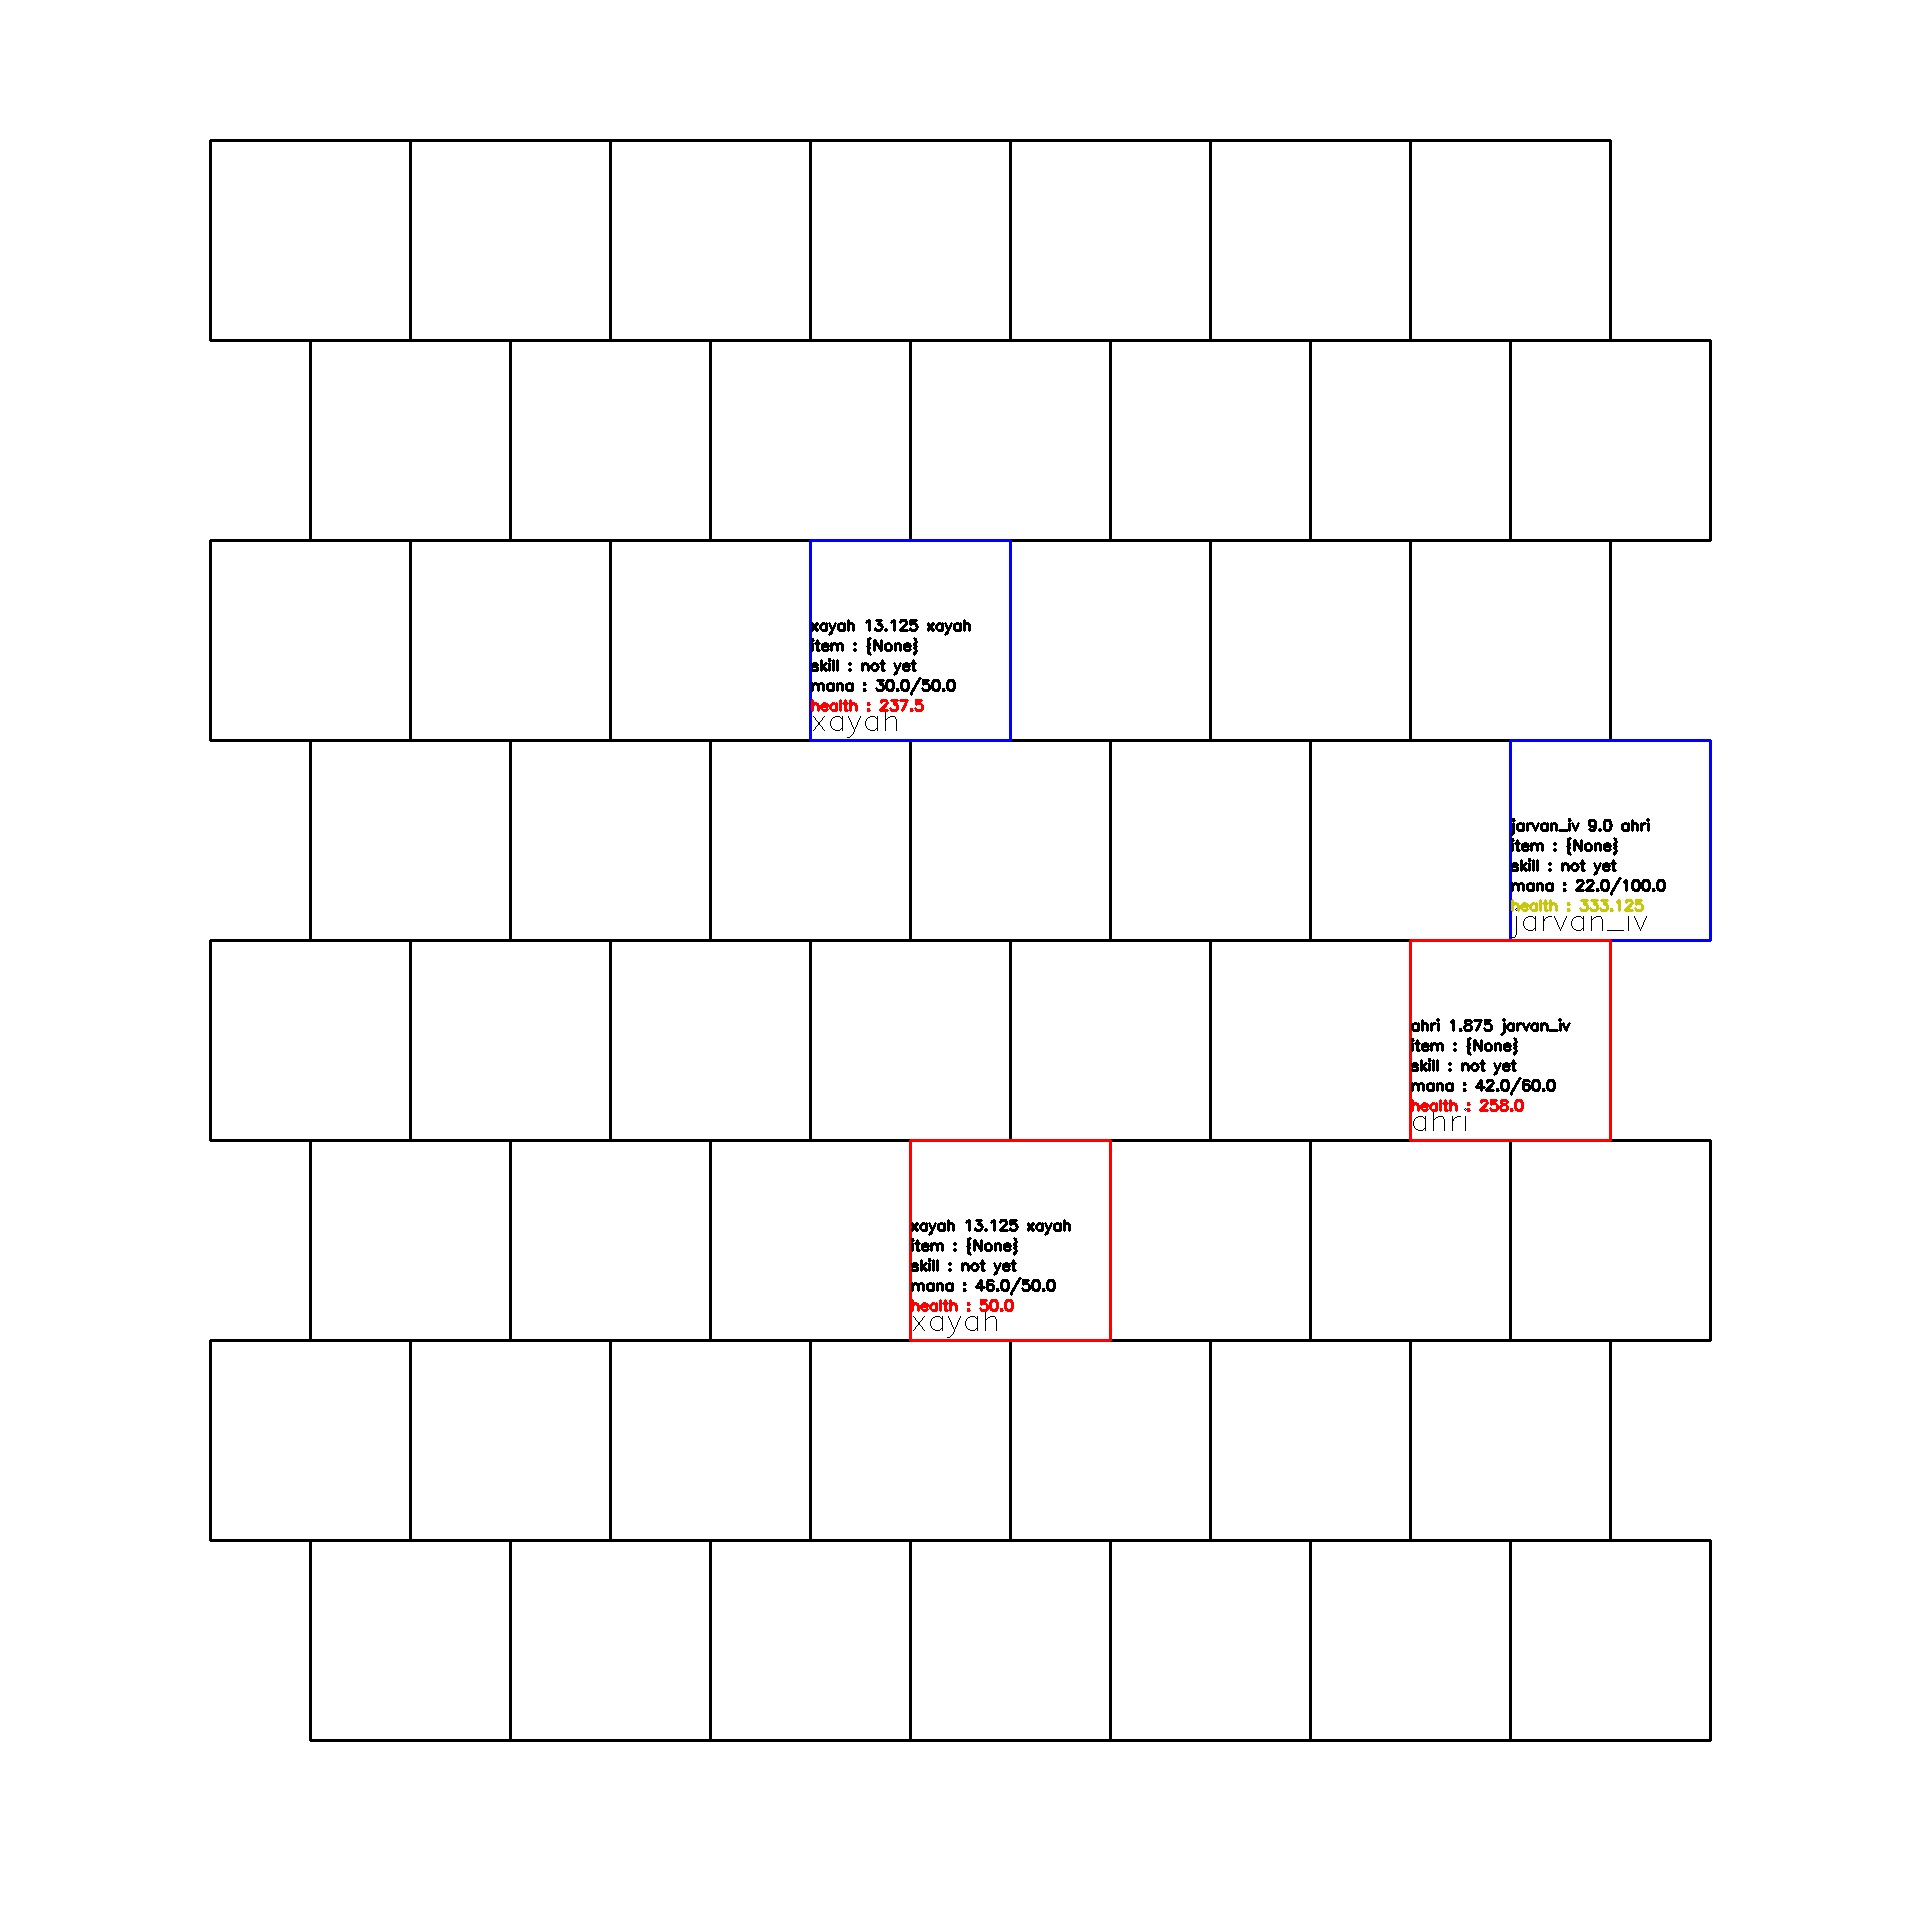 xayah 13.125 xayah
item : {None}
skill : not yet
mana : 30.0/50.0
health : 237.5
xayah
jarvan_iv 9.0 ahri
item : {None}
skill : not yet
mana : 22.0/100.0
health : 333.125
jarvan_iv
ahri 1.875 jarvan_iv
item : {None}
skill : not yet
mana : 42.0/60.0
health : 258.0
ahri
xayah 13.125 xayah
item : {None}
skill : not yet
mana : 46.0/50.0
health : 50.0
xayah